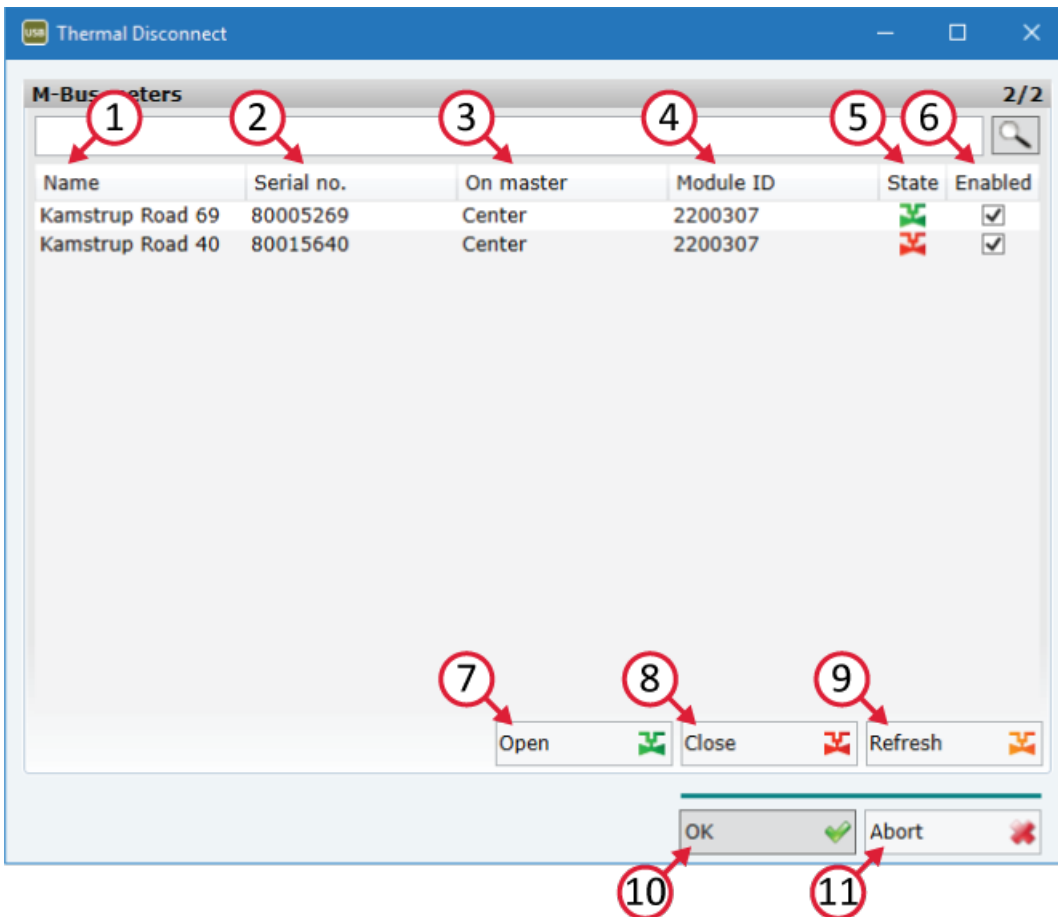 USB Thermal Disconnect
M-Bus meters 2/2
1 2 3 4 5 6
Name Serial no. On master Module ID State Enabled
Kamstrup Road 69 80005269 Center 2200307
Kamstrup Road 40 80015640 Center 2200307
7 8 9
Open Close Refresh
OK Abort
10 11